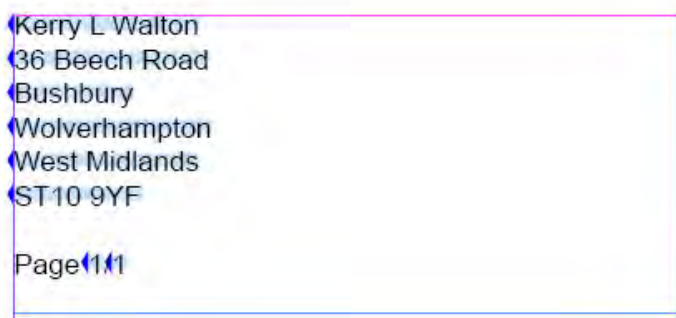 Kerry L Walton
36 Beech Road
Bushbury
Wolverhampton
West Midlands
ST10 9YF
Page 1/1